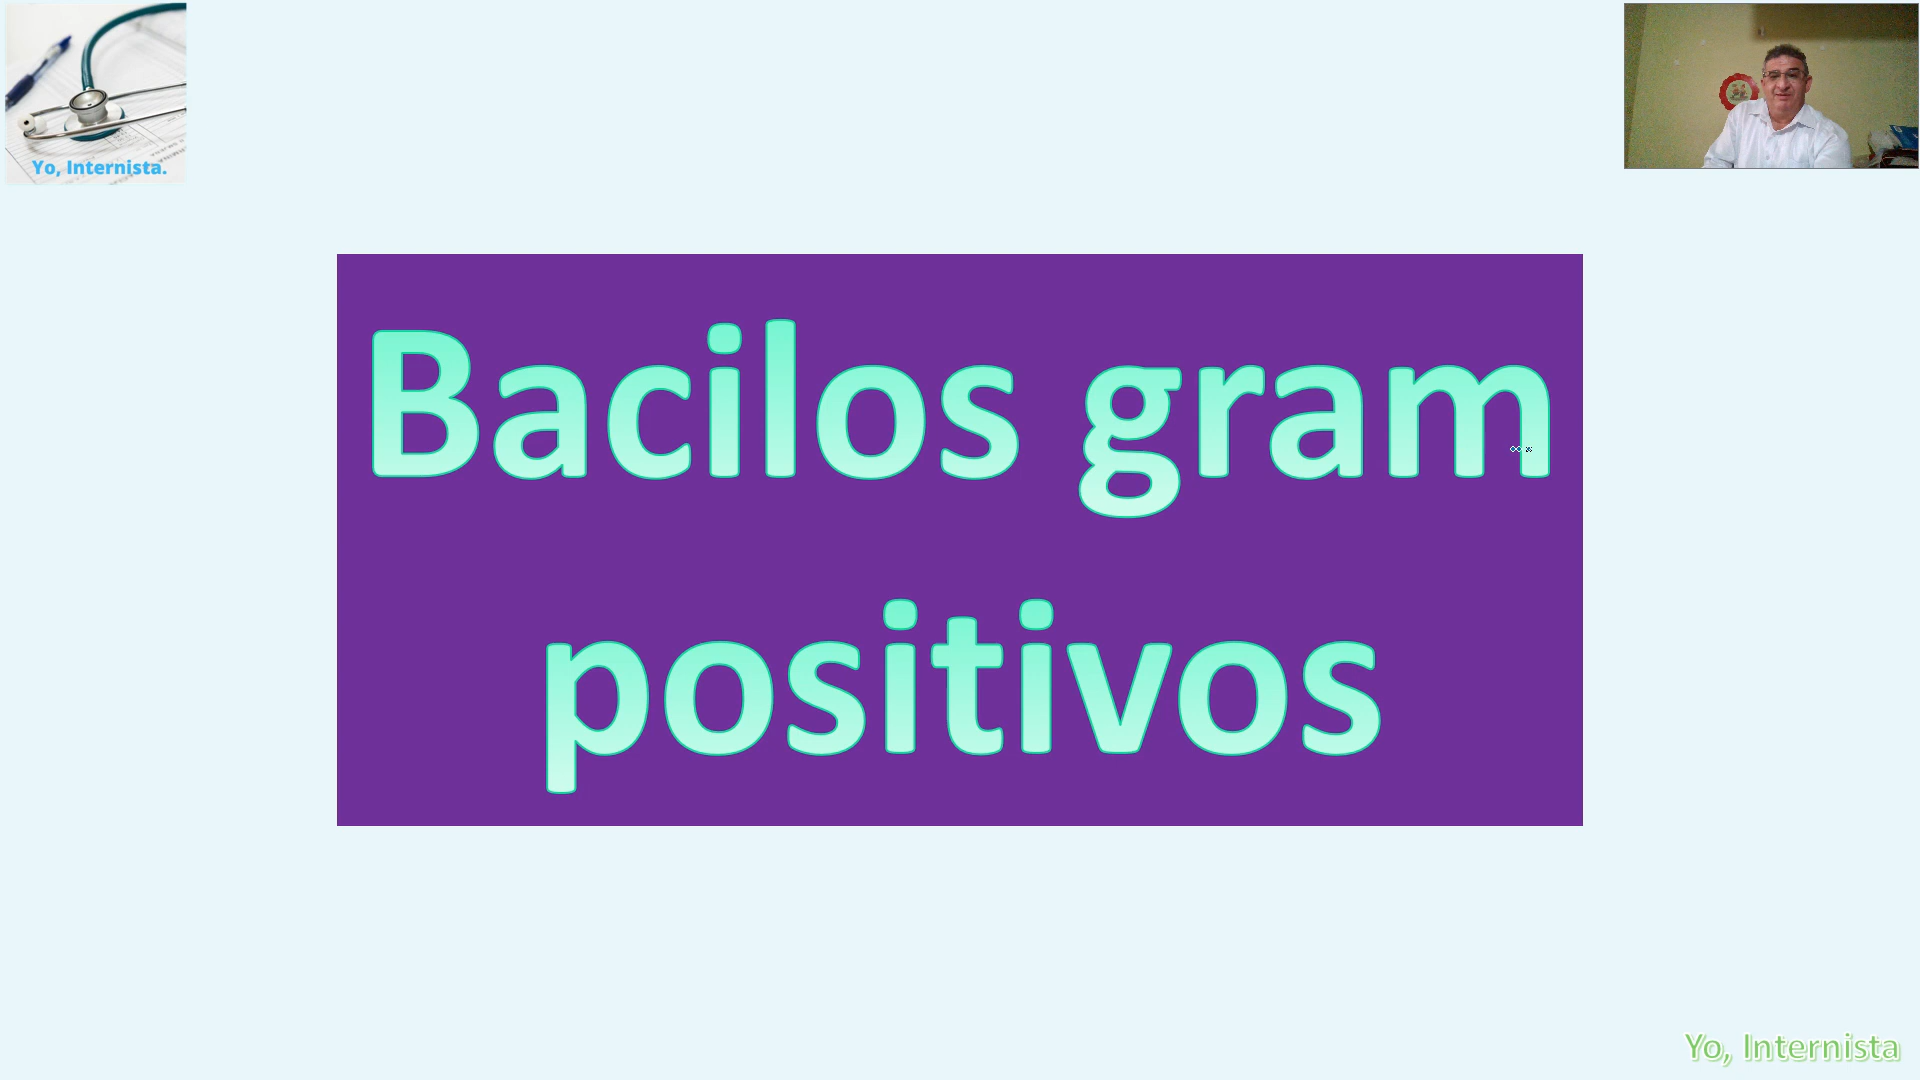 Yo, Internista.
Bacilos gram
positivos
Yo, Internista